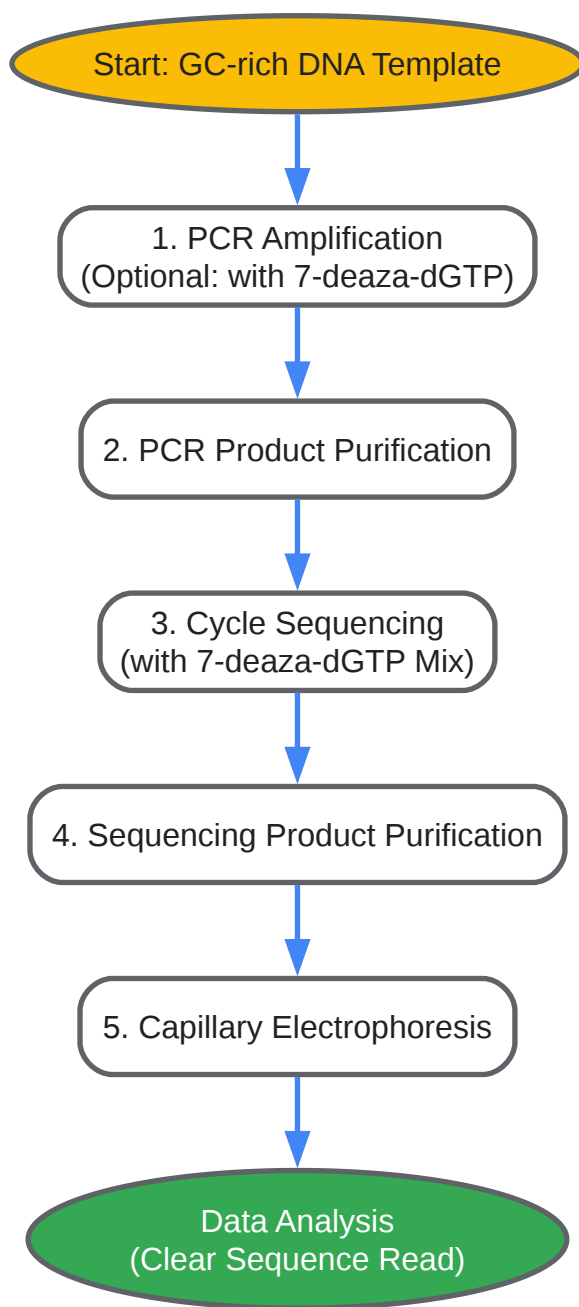 Start: GC-rich DNA Template
1. PCR Amplification
(Optional: with 7-deaza-dGTP)
2. PCR Product Purification
3. Cycle Sequencing
(with 7-deaza-dGTP Mix)
4. Sequencing Product Purification
5. Capillary Electrophoresis
Data Analysis
(Clear Sequence Read)